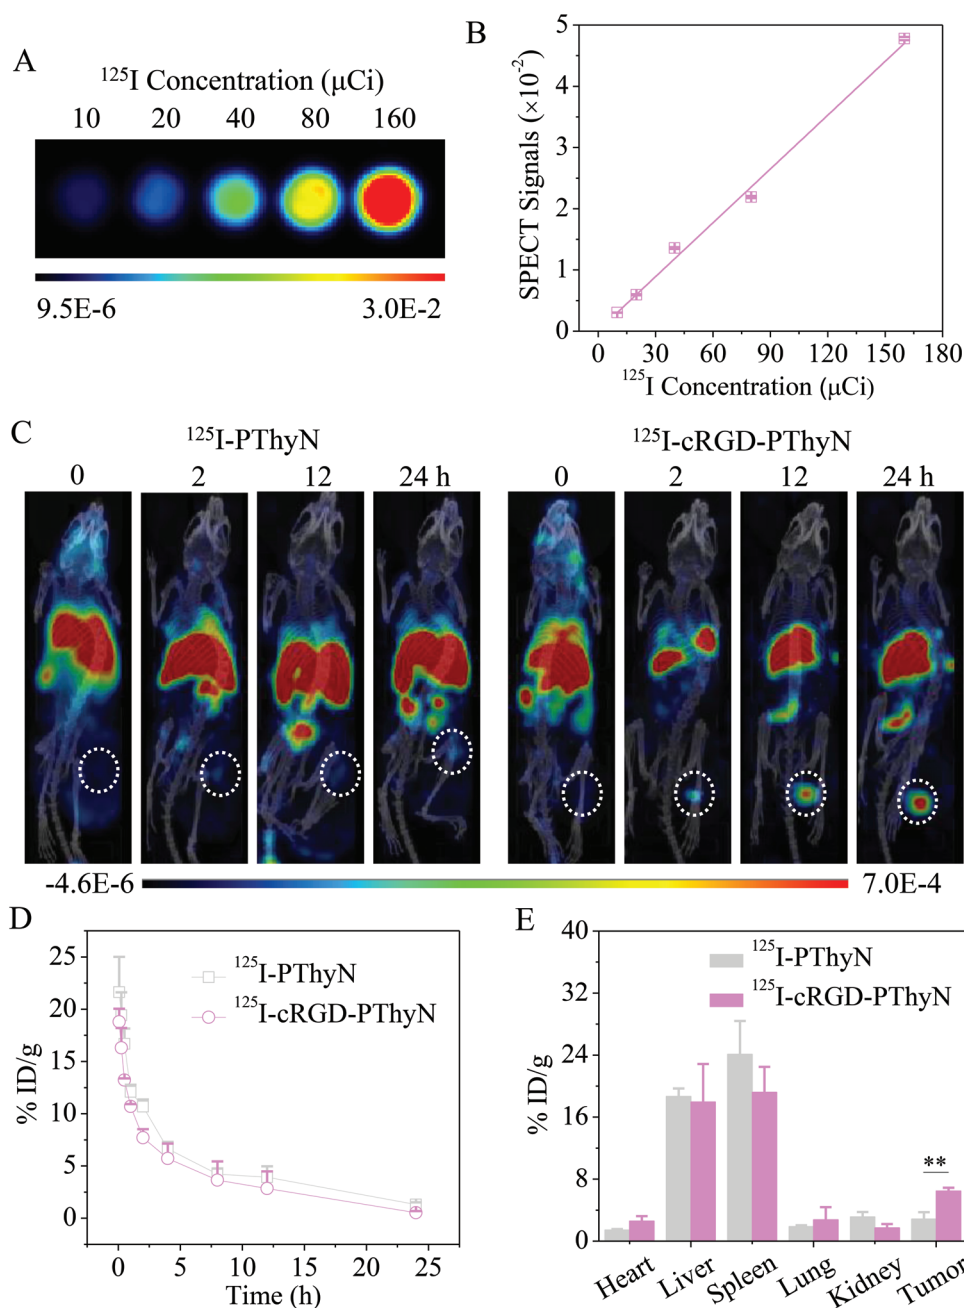 A
¹²⁵I Concentration (μCi)
10 20 40 80 160
9.5E-6 3.0E-2
B
5
4
3
2
1
0
SPECT Signals (×10⁻²)
0 30 60 90 120 150 180
¹²⁵I Concentration (μCi)
C
¹²⁵I-PThyN ¹²⁵I-cRGD-PThyN
0 2 12 24 h 0 2 12 24 h
-4.6E-6 7.0E-4
D
25
20
15
10
5
0
% ID/g
¹²⁵I-PThyN
¹²⁵I-cRGD-PThyN
0 5 10 15 20 25
Time (h)
E
40
32
24
16
8
0
% ID/g
¹²⁵I-PThyN
¹²⁵I-cRGD-PThyN
**
Heart Liver Spleen Lung Kidney Tumor